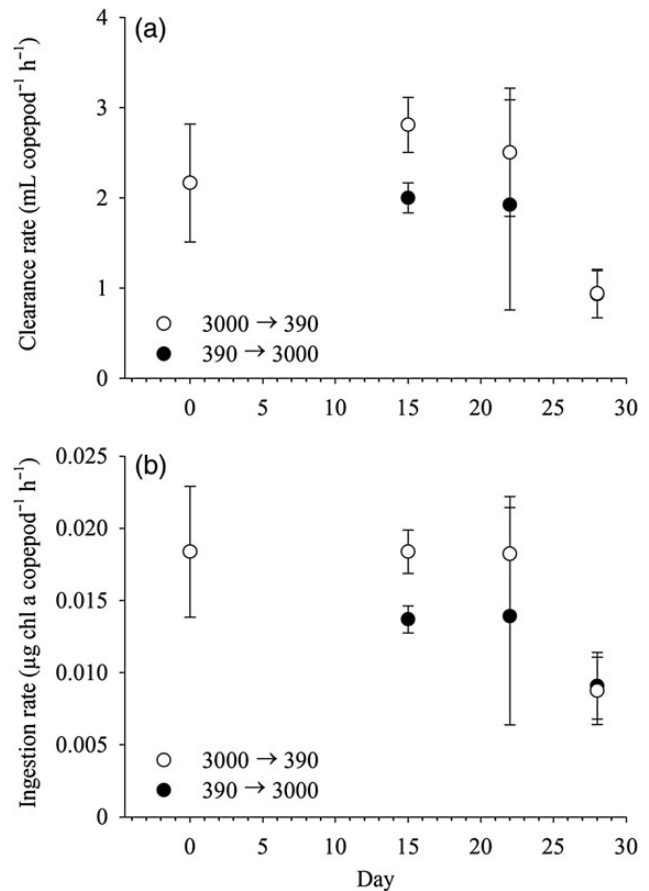 (a)
Clearance rate (mL copepod⁻¹ h⁻¹)
4
3
2
1
0
3000 → 390
390 → 3000
0 5 10 15 20 25 30
(b)
Ingestion rate (µg chl a copepod⁻¹ h⁻¹)
0.025
0.020
0.015
0.010
0.005
0
3000 → 390
390 → 3000
0 5 10 15 20 25 30
Day